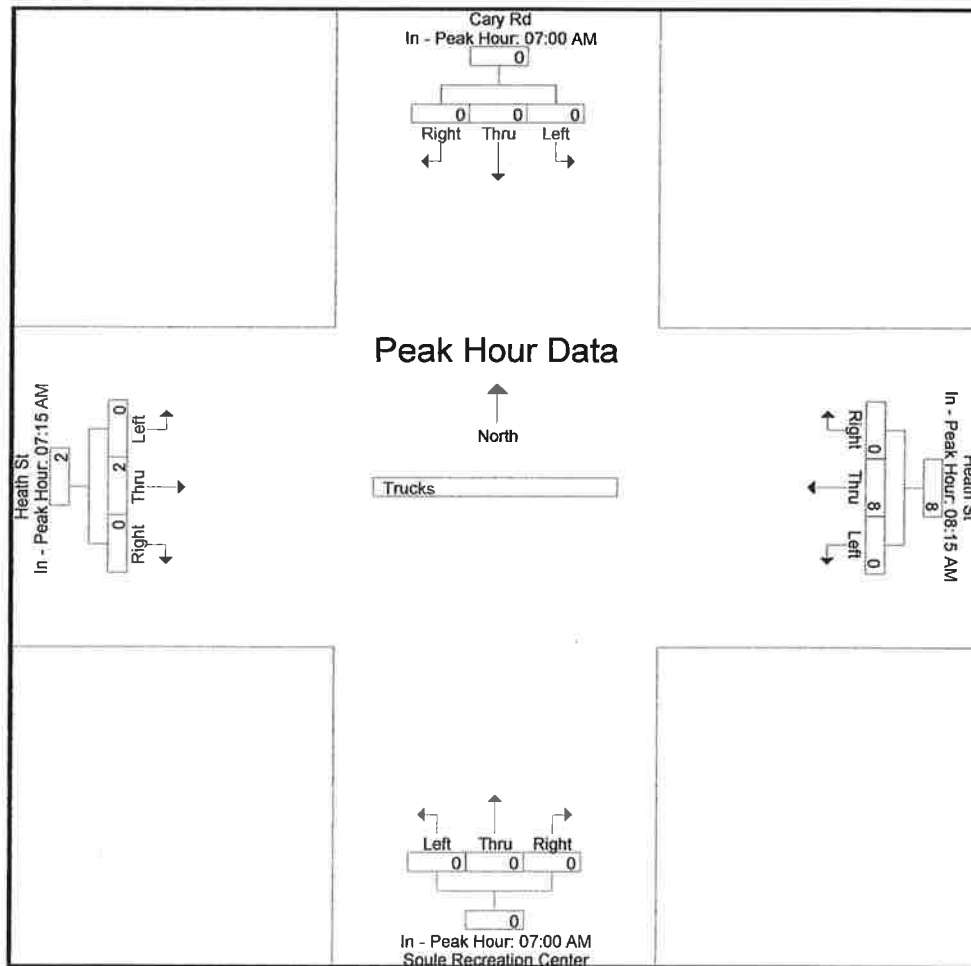 Cary Rd
In - Peak Hour: 07:00 AM
0
0 0 0
Right Thru Left
Peak Hour Data
North
Trucks
Heath St
In - Peak Hour: 07:15 AM
2
0 2 0
Left Thru Right
Right Thru Left
0 8 0
8
In - Peak Hour: 08:15 AM
Heath St
Left Thru Right
0 0 0
0
In - Peak Hour: 07:00 AM
Soule Recreation Center